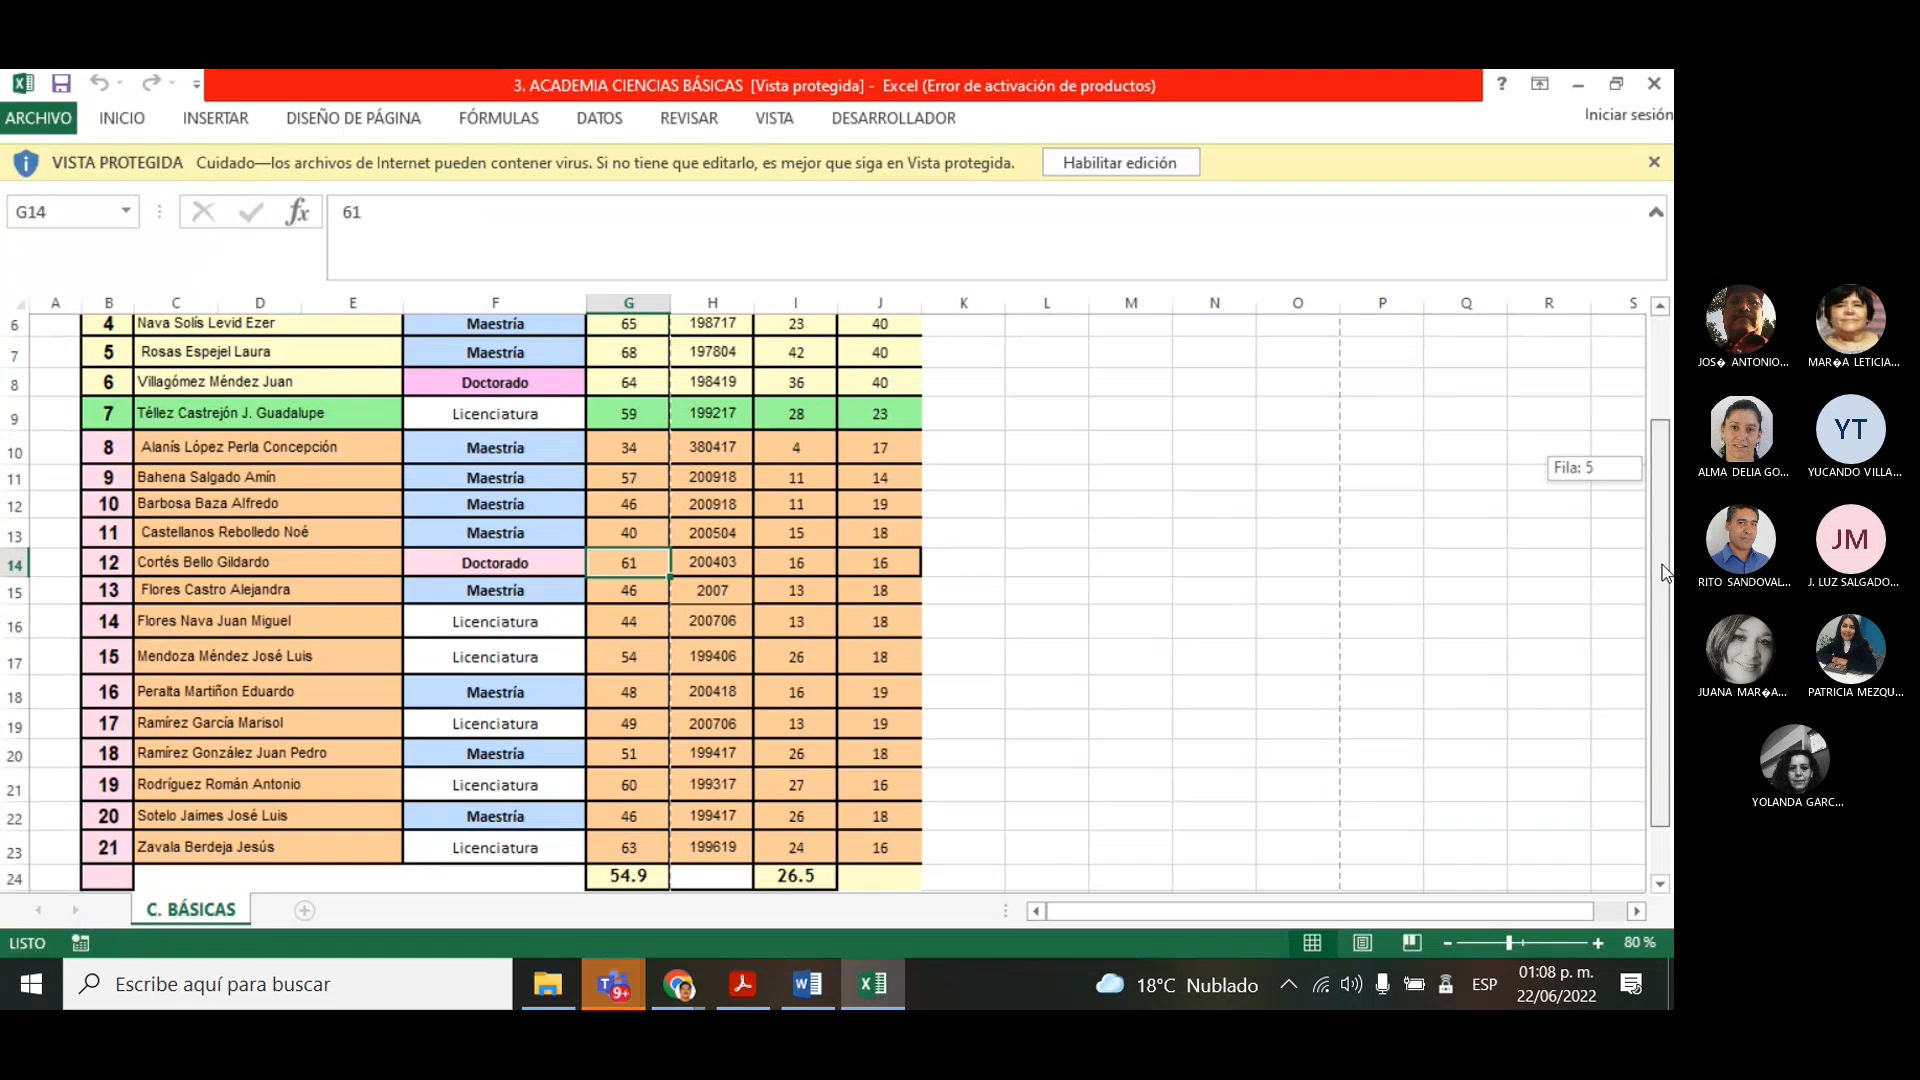 3. ACADEMIA CIENCIAS BÁSICAS [Vista protegida] - Excel (Error de activación de productos)
?
ARCHIVO INICIO INSERTAR DISEÑO DE PÁGINA FÓRMULAS DATOS REVISAR VISTA DESARROLLADOR Iniciar sesión
VISTA PROTEGIDA Cuidado—los archivos de Internet pueden contener virus. Si no tiene que editarlo, es mejor que siga en Vista protegida. Habilitar edición
G14 fx 61
A B C D E F G H I J K L M N O P Q R S
6 4 Nava Solís Levid Ezer Maestría 65 198717 23 40
7 5 Rosas Espejel Laura Maestría 68 197804 42 40
8 6 Villagómez Méndez Juan Doctorado 64 198419 36 40
9 7 Téllez Castrejón J. Guadalupe Licenciatura 59 199217 28 23
10 8 Alanís López Perla Concepción Maestría 34 380417 4 17
11 9 Bahena Salgado Amín Maestría 57 200918 11 14
12 10 Barbosa Baza Alfredo Maestría 46 200918 11 19
13 11 Castellanos Rebolledo Noé Maestría 40 200504 15 18
14 12 Cortés Bello Gildardo Doctorado 61 200403 16 16
15 13 Flores Castro Alejandra Maestría 46 2007 13 18
16 14 Flores Nava Juan Miguel Licenciatura 44 200706 13 18
17 15 Mendoza Méndez José Luis Licenciatura 54 199406 26 18
18 16 Peralta Martiñon Eduardo Maestría 48 200418 16 19
19 17 Ramírez García Marisol Licenciatura 49 200706 13 19
20 18 Ramírez González Juan Pedro Maestría 51 199417 26 18
21 19 Rodríguez Román Antonio Licenciatura 60 199317 27 16
22 20 Sotelo Jaimes José Luis Maestría 46 199417 26 18
23 21 Zavala Berdeja Jesús Licenciatura 63 199619 24 16
24 54.9 26.5
Fila: 5
C. BÁSICAS
LISTO 80 %
Escribe aquí para buscar
9+
18°C Nublado ESP
01:08 p. m.
22/06/2022
JOS� ANTONIO... MAR�A LETICIA...
YT
ALMA DELIA GO... YUCANDO VILLA...
JM
RITO SANDOVAL... J. LUZ SALGADO...
JUANA MAR�A... PATRICIA MEZQU...
YOLANDA GARC...